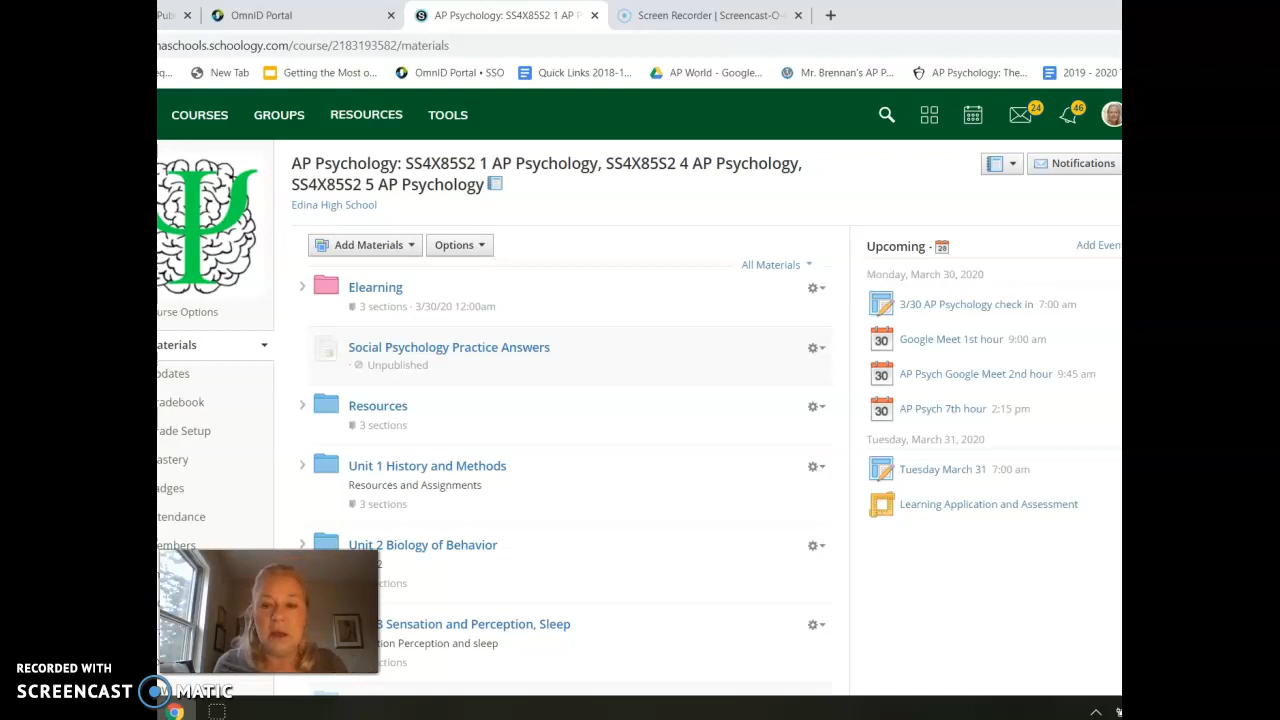 OmnID Portal
AP Psychology: SS4X85S2 1 AP P
Screen Recorder | Screencast-O-
naschools.schoology.com/course/2183193582/materials
eq...
New Tab
Getting the Most o...
OmnID Portal • SSO
Quick Links 2018-1...
AP World - Google...
Mr. Brennan's AP P...
AP Psychology: The...
2019 - 2020
COURSES
GROUPS
RESOURCES
TOOLS
24
46
AP Psychology: SS4X85S2 1 AP Psychology, SS4X85S2 4 AP Psychology,
SS4X85S2 5 AP Psychology
Notifications
Edina High School
Add Materials
Options
All Materials
Elearning
3 sections · 3/30/20 12:00am
Social Psychology Practice Answers
· Unpublished
Resources
3 sections
Unit 1 History and Methods
Resources and Assignments
3 sections
Unit 2 Biology of Behavior
2
ctions
3 Sensation and Perception, Sleep
tion Perception and sleep
ctions
urse Options
aterials
pdates
radebook
rade Setup
astery
adges
tendance
embers
Upcoming -
28
Add Even
Monday, March 30, 2020
3/30 AP Psychology check in 7:00 am
30
Google Meet 1st hour 9:00 am
30
AP Psych Google Meet 2nd hour 9:45 am
30
AP Psych 7th hour 2:15 pm
Tuesday, March 31, 2020
Tuesday March 31 7:00 am
Learning Application and Assessment
RECORDED WITH
SCREENCAST MATIC